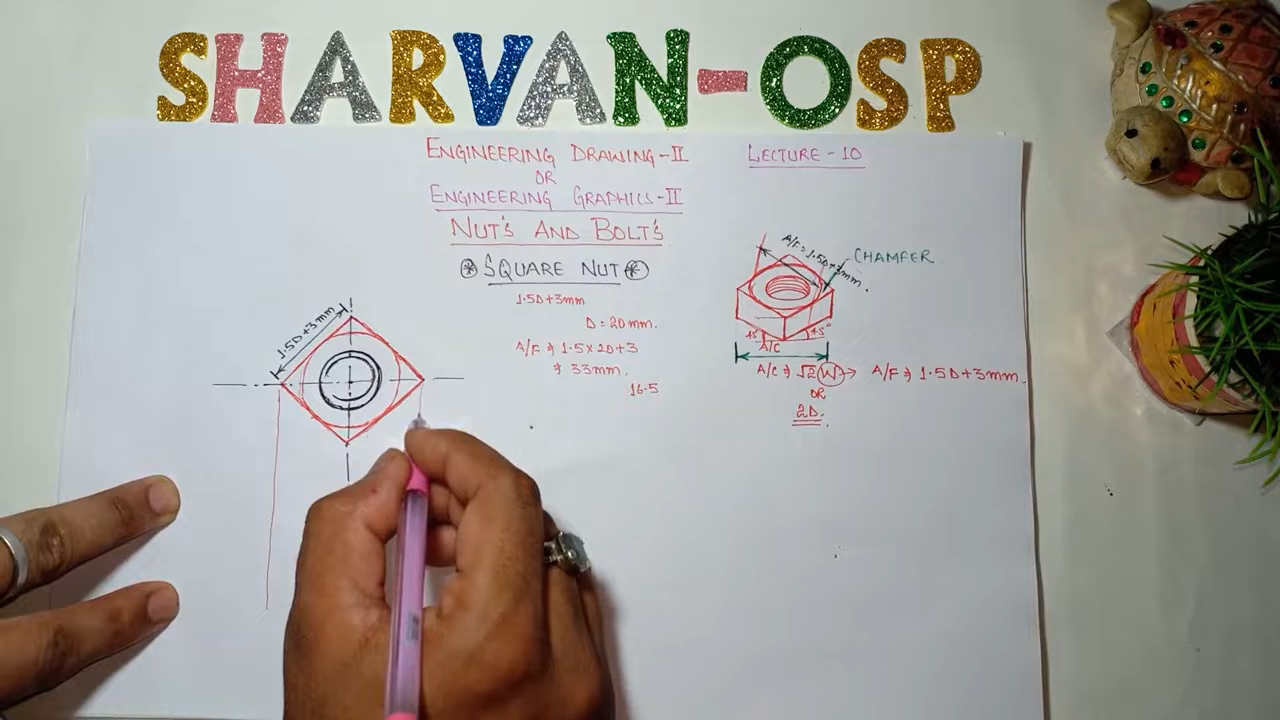 SHARVAN-OSP
ENGINEERING DRAWING-II
OR
ENGINEERING GRAPHICS-II
LECTURE-10
NUT'S AND BOLT'S
SQUARE NUT
1.5D+3mm
D=20mm.
A/F ⇒ 1.5×20+3
⇒ 33mm.
16.5
1.5D+3mm
A/F=1.5D+3mm.
CHAMFER
45°
45°
A/C
A/C ⇒ √2 W → A/F ⇒ 1.5D+3mm.
OR
2D.